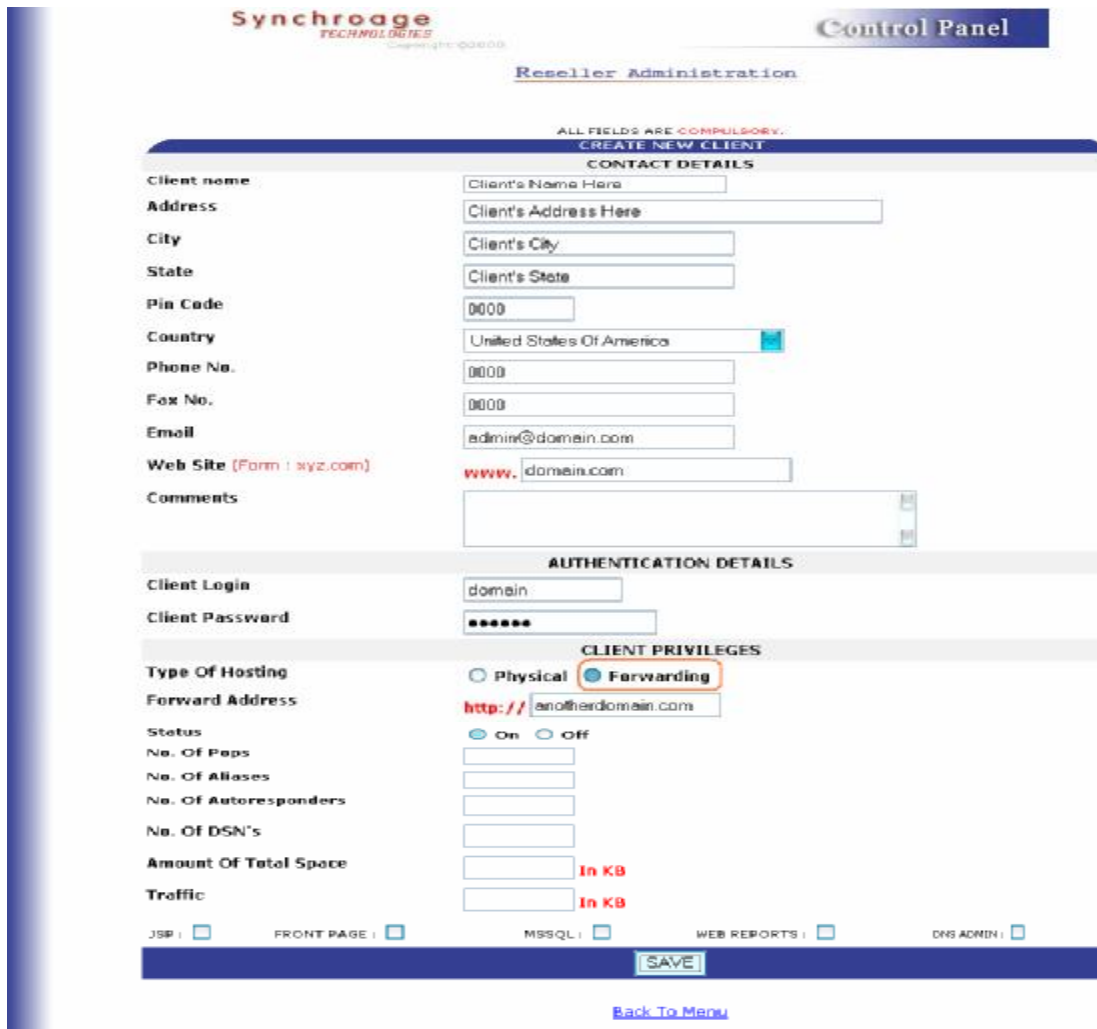 Synchroage
TECHNOLOGIES
Control Panel
Reseller Administration
ALL FIELDS ARE COMPULSORY.
CREATE NEW CLIENT
CONTACT DETAILS
Client name Client's Name Here
Address Client's Address Here
City Client's City
State Client's State
Pin Code 0000
Country United States Of America
Phone No. 0000
Fax No. 0000
Email admin@domain.com
Web Site (Form : xyz.com) www. domain.com
Comments
AUTHENTICATION DETAILS
Client Login domain
Client Password ••••••
CLIENT PRIVILEGES
Type Of Hosting Physical Forwarding
Forward Address http:// anotherdomain.com
Status On Off
No. Of Pops
No. Of Aliases
No. Of Autoresponders
No. Of DSN's
Amount Of Total Space In KB
Traffic In KB
JSP : FRONT PAGE : MSSQL : WEB REPORTS : DNS ADMIN :
SAVE
Back To Menu